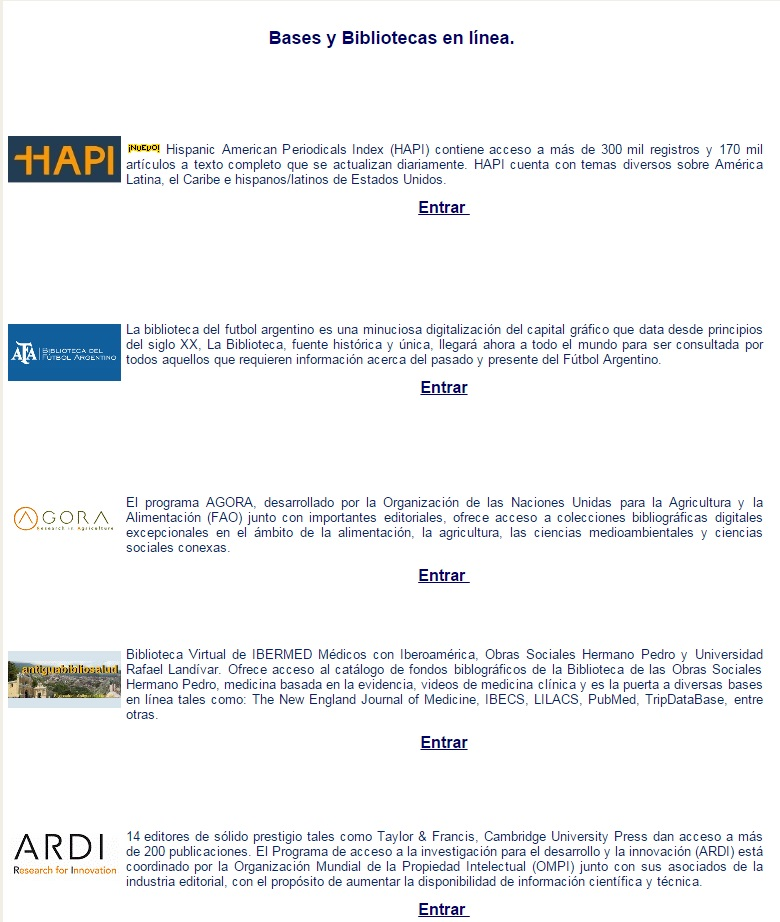 Bases y Bibliotecas en línea.
HAPI
¡NUEVO! Hispanic American Periodicals Index (HAPI) contiene acceso a más de 300 mil registros y 170 mil
artículos a texto completo que se actualizan diariamente. HAPI cuenta con temas diversos sobre América
Latina, el Caribe e hispanos/latinos de Estados Unidos.
Entrar
AFA BIBLIOTECA DEL
FÚTBOL ARGENTINO
La biblioteca del futbol argentino es una minuciosa digitalización del capital gráfico que data desde principios
del siglo XX, La Biblioteca, fuente histórica y única, llegará ahora a todo el mundo para ser consultada por
todos aquellos que requieren información acerca del pasado y presente del Fútbol Argentino.
Entrar
AGORA
Research in Agriculture
El programa AGORA, desarrollado por la Organización de las Naciones Unidas para la Agricultura y la
Alimentación (FAO) junto con importantes editoriales, ofrece acceso a colecciones bibliográficas digitales
excepcionales en el ámbito de la alimentación, la agricultura, las ciencias medioambientales y ciencias
sociales conexas.
Entrar
antiguabibliosalud
Biblioteca Virtual de IBERMED Médicos con Iberoamérica, Obras Sociales Hermano Pedro y Universidad
Rafael Landívar. Ofrece acceso al catálogo de fondos biblográficos de la Biblioteca de las Obras Sociales
Hermano Pedro, medicina basada en la evidencia, videos de medicina clínica y es la puerta a diversas bases
en línea tales como: The New England Journal of Medicine, IBECS, LILACS, PubMed, TripDataBase, entre
otras.
Entrar
ARDI
Research for Innovation
14 editores de sólido prestigio tales como Taylor & Francis, Cambridge University Press dan acceso a más
de 200 publicaciones. El Programa de acceso a la investigación para el desarrollo y la innovación (ARDI) está
coordinado por la Organización Mundial de la Propiedad Intelectual (OMPI) junto con sus asociados de la
industria editorial, con el propósito de aumentar la disponibilidad de información científica y técnica.
Entrar